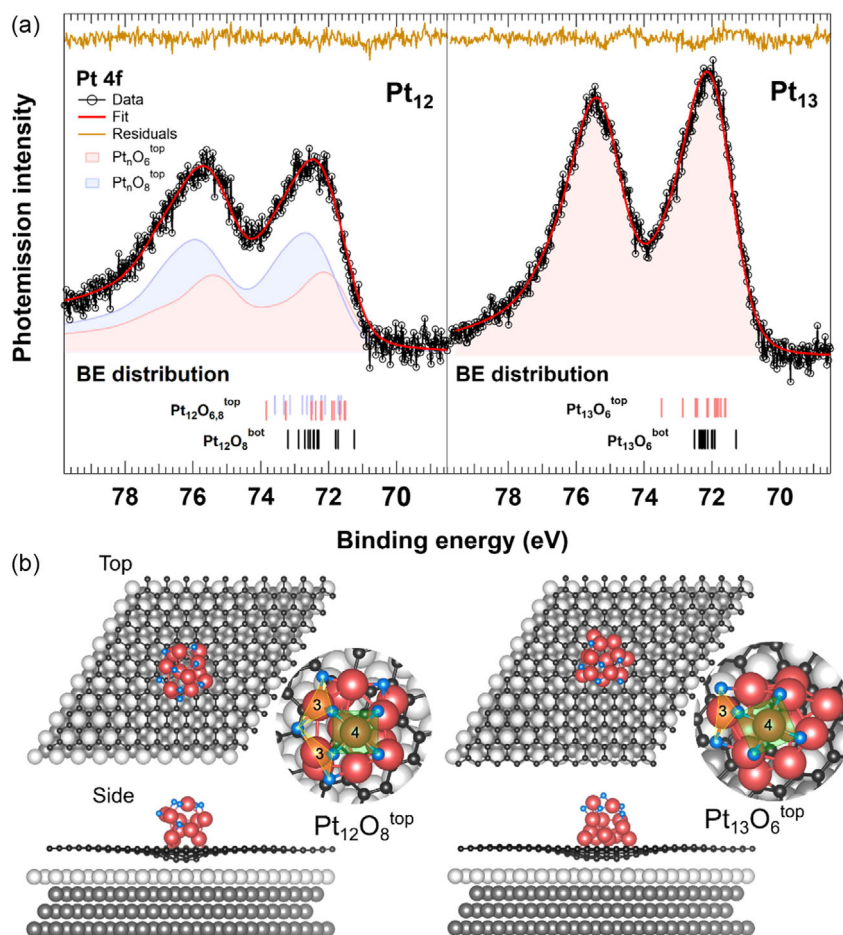 (a)
Pt 4f
Data
Fit
Residuals
PtnO6top
PtnO8top
Pt12
Pt13
Photemission intensity
BE distribution
BE distribution
Pt12O6,8top
Pt12O8bot
Pt13O6top
Pt13O6bot
78 76 74 72 70
78 76 74 72 70
Binding energy (eV)
(b)
Top
3
4
3
3
4
Side
Pt12O8top
Pt13O6top